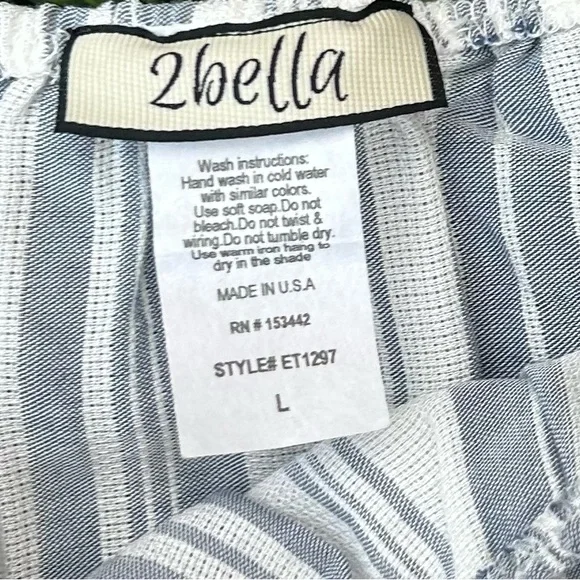 2bella
Wash instructions:
Hand wash in cold water
with similar colors.
Use soft soap.Do not
bleach.Do not twist &
wiring.Do not tumble dry.
Use warm iron hang to
dry in the shade
MADE IN U.S.A
RN # 153442
STYLE# ET1297
L